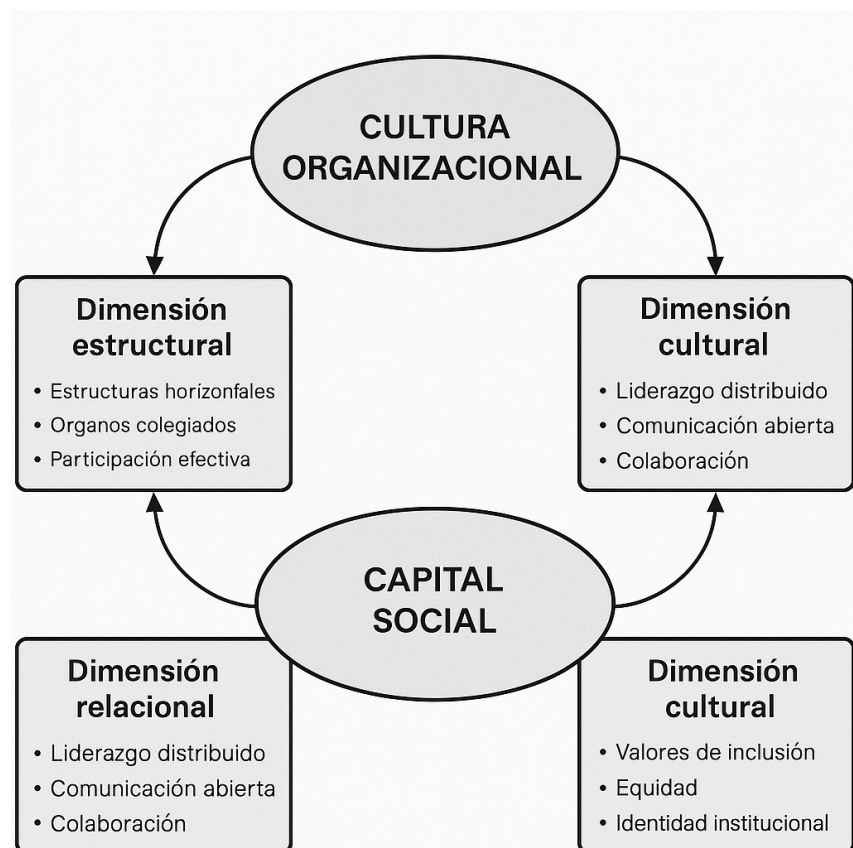 CULTURA
ORGANIZACIONAL
Dimensión
estructural
• Estructuras horízonfales
• Organos colegiados
• Participación efectiva
Dimensión
cultural
• Liderazgo distribuido
• Comunicación abierta
• Colaboración
CAPITAL
SOCIAL
Dimensión
relacional
• Liderazgo distribuido
• Comunicación abierta
• Colaboración
Dimensión
cultural
• Valores de inclusión
• Equidad
• Identidad institucional